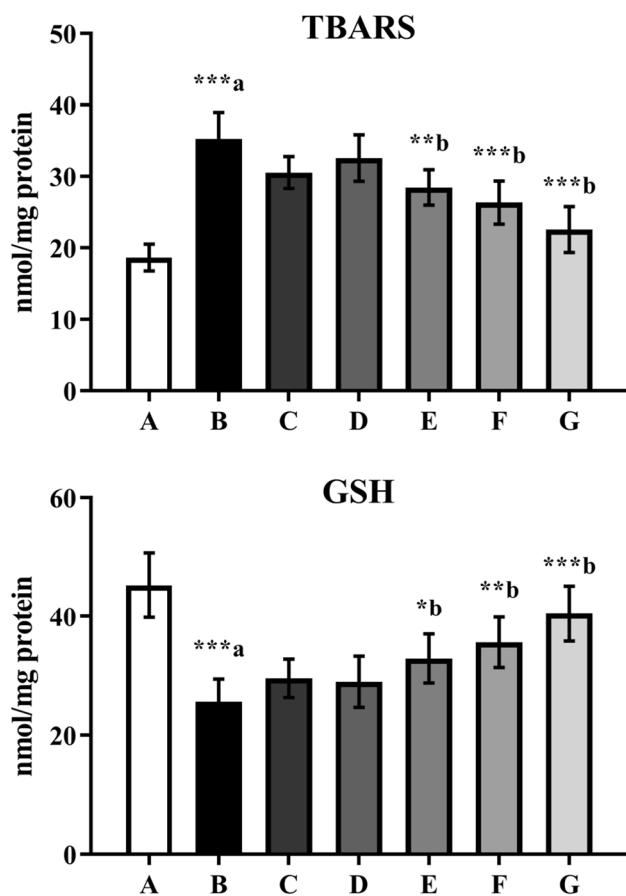 TBARS
nmol/mg protein
50
40
30
20
10
0
***a
**b
***b
***b
A B C D E F G
GSH
nmol/mg protein
60
40
20
0
***a
*b
**b
***b
A B C D E F G